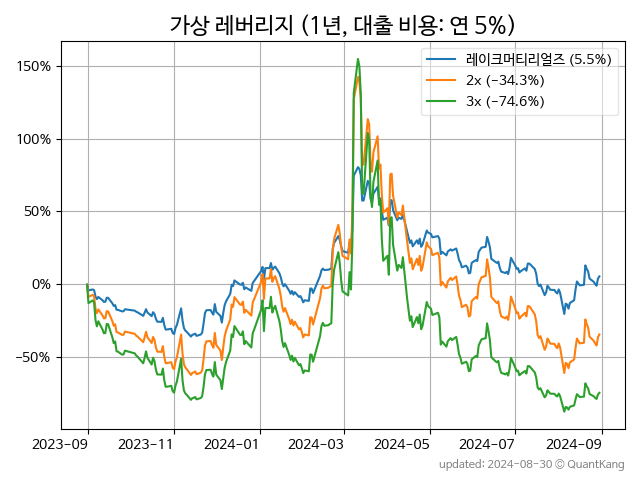 가상 레버리지 (1년, 대출 비용: 연 5%)
레이크머티리얼즈 (5.5%)
2x (−34.3%)
3x (−74.6%)
150%
100%
50%
0%
−50%
2023-09
2023-11
2024-01
2024-03
2024-05
2024-07
2024-09
updated: 2024-08-30 © QuantKang